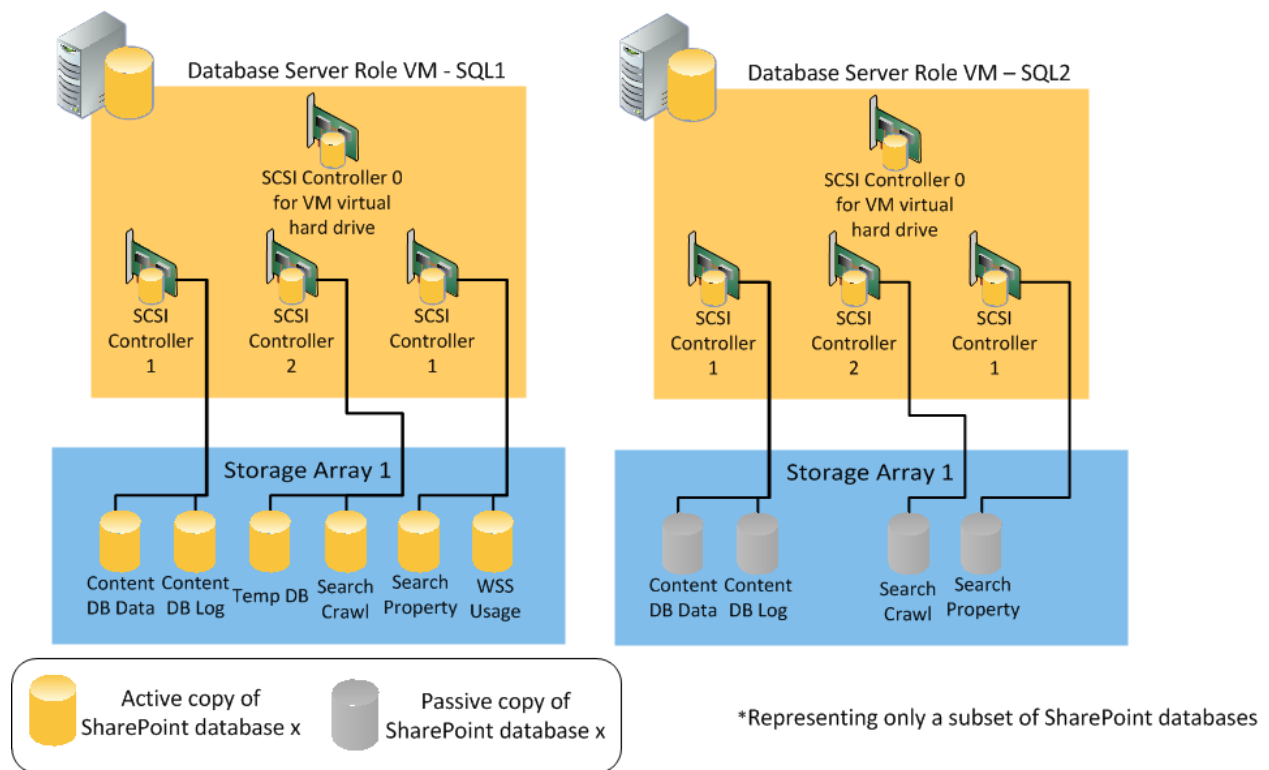 Database Server Role VM - SQL1
SCSI Controller 0
for VM virtual
hard drive
SCSI
Controller
1
SCSI
Controller
2
SCSI
Controller
1
Storage Array 1
Content
DB Data
Content
DB Log
Temp DB
Search
Crawl
Search
Property
WSS
Usage
Database Server Role VM – SQL2
SCSI Controller 0
for VM virtual
hard drive
SCSI
Controller
1
SCSI
Controller
2
SCSI
Controller
1
Storage Array 1
Content
DB Data
Content
DB Log
Search
Crawl
Search
Property
Active copy of
SharePoint database x
Passive copy of
SharePoint database x
*Representing only a subset of SharePoint databases